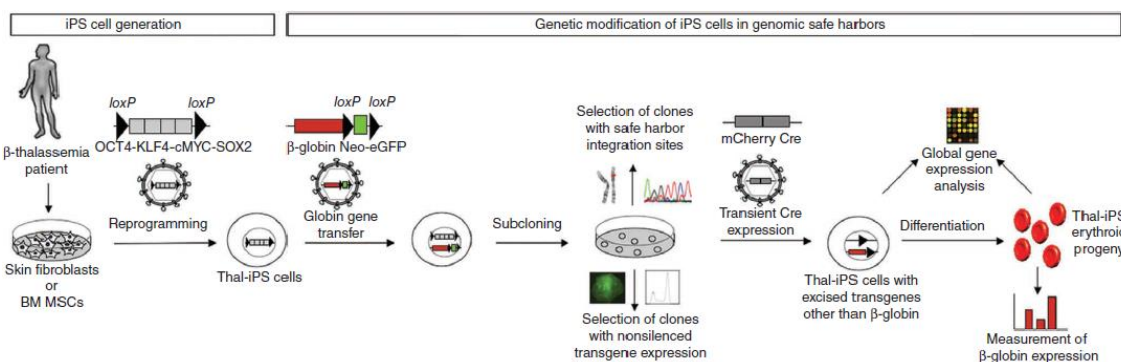 iPS cell generation
Genetic modification of iPS cells in genomic safe harbors
β-thalassemia
patient
Skin fibroblasts
or
BM MSCs
loxP loxP
OCT4-KLF4-cMYC-SOX2
Reprogramming
Thal-iPS cells
loxP loxP
β-globin Neo-eGFP
Globin gene
transfer
Subcloning
Selection of clones
with safe harbor
integration sites
Selection of clones
with nonsilenced
transgene expression
mCherry Cre
Transient Cre
expression
Thal-iPS cells with
excised transgenes
other than β-globin
Global gene
expression
analysis
Differentiation
Thal-iPS
erythroid
progeny
Measurement of
β-globin expression